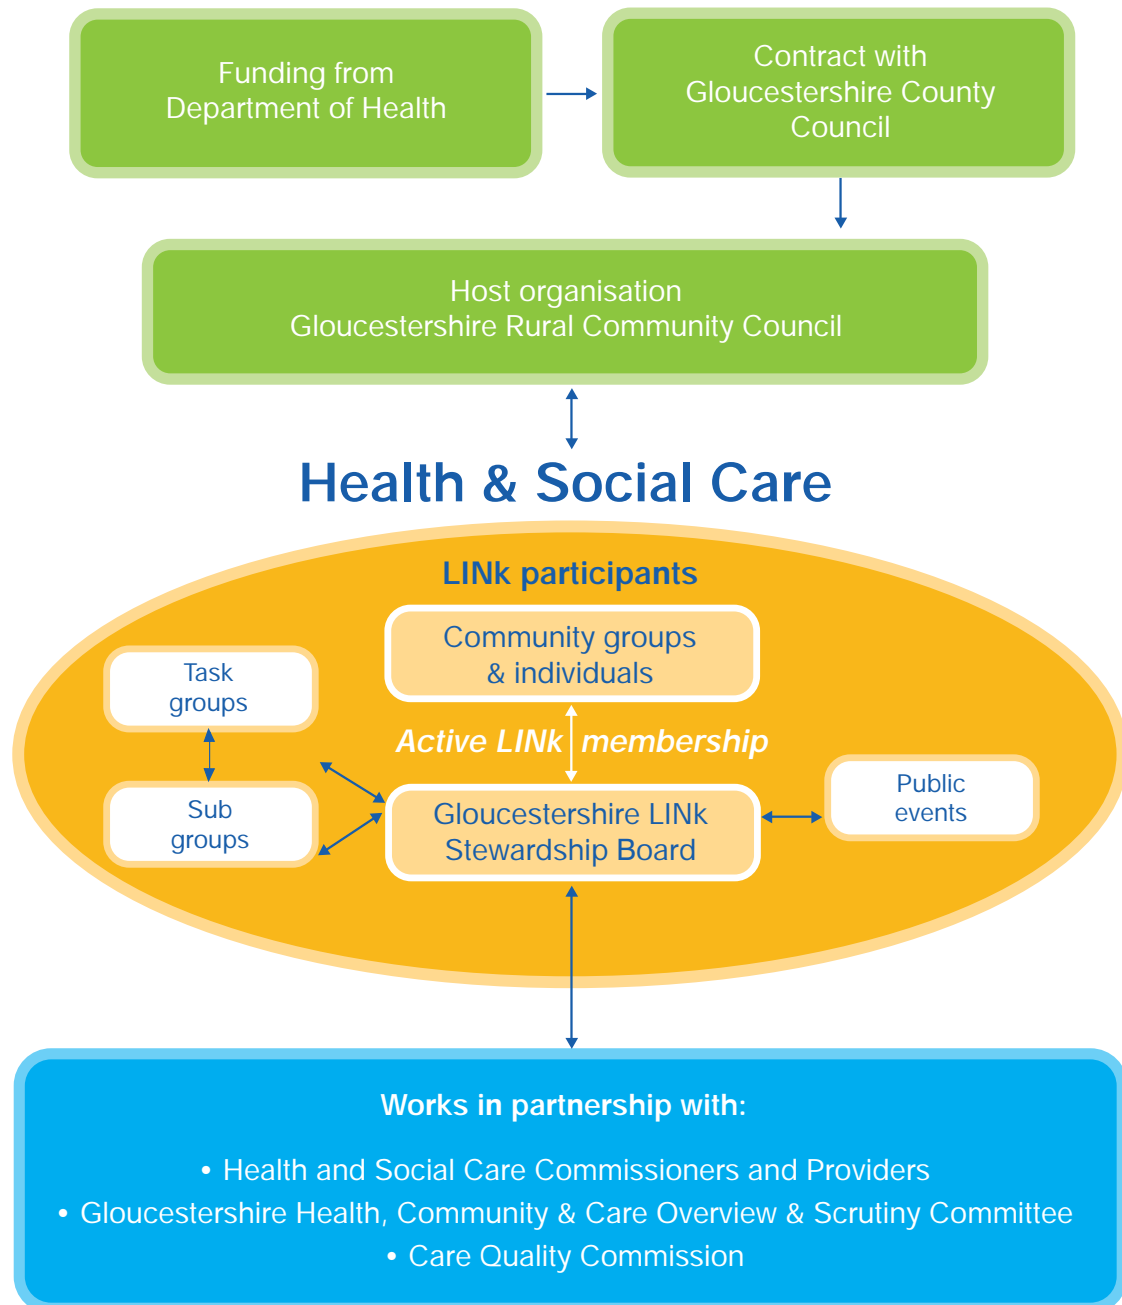 Funding from
Department of Health
Contract with
Gloucestershire County
Council
Host organisation
Gloucestershire Rural Community Council
Health & Social Care
LINk participants
Community groups
& individuals
Task
groups
Active LINk membership
Sub
groups
Gloucestershire LINk
Stewardship Board
Public
events
Works in partnership with:
• Health and Social Care Commissioners and Providers
• Gloucestershire Health, Community & Care Overview & Scrutiny Committee
• Care Quality Commission